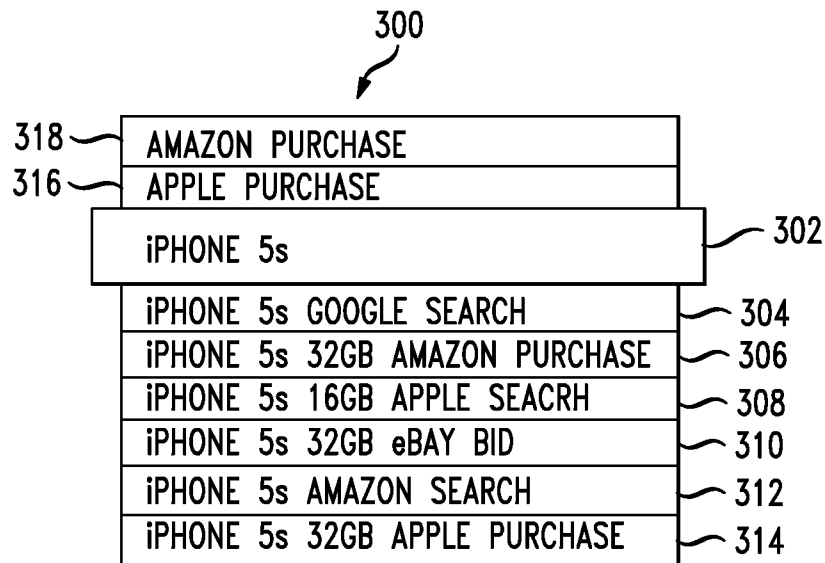 300
318 AMAZON PURCHASE
316 APPLE PURCHASE
iPHONE 5s 302
iPHONE 5s GOOGLE SEARCH 304
iPHONE 5s 32GB AMAZON PURCHASE 306
iPHONE 5s 16GB APPLE SEACRH 308
iPHONE 5s 32GB eBAY BID 310
iPHONE 5s AMAZON SEARCH 312
iPHONE 5s 32GB APPLE PURCHASE 314